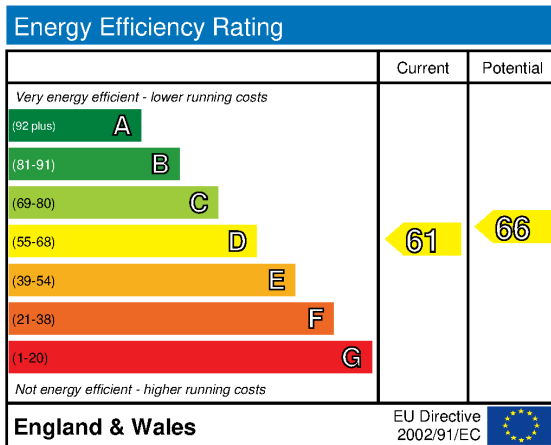 Energy Efficiency Rating
Current Potential
Very energy efficient - lower running costs
(92 plus) A
(81-91) B
(69-80) C
(55-68) D
61 66
(39-54) E
(21-38) F
(1-20) G
Not energy efficient - higher running costs
England & Wales
EU Directive
2002/91/EC